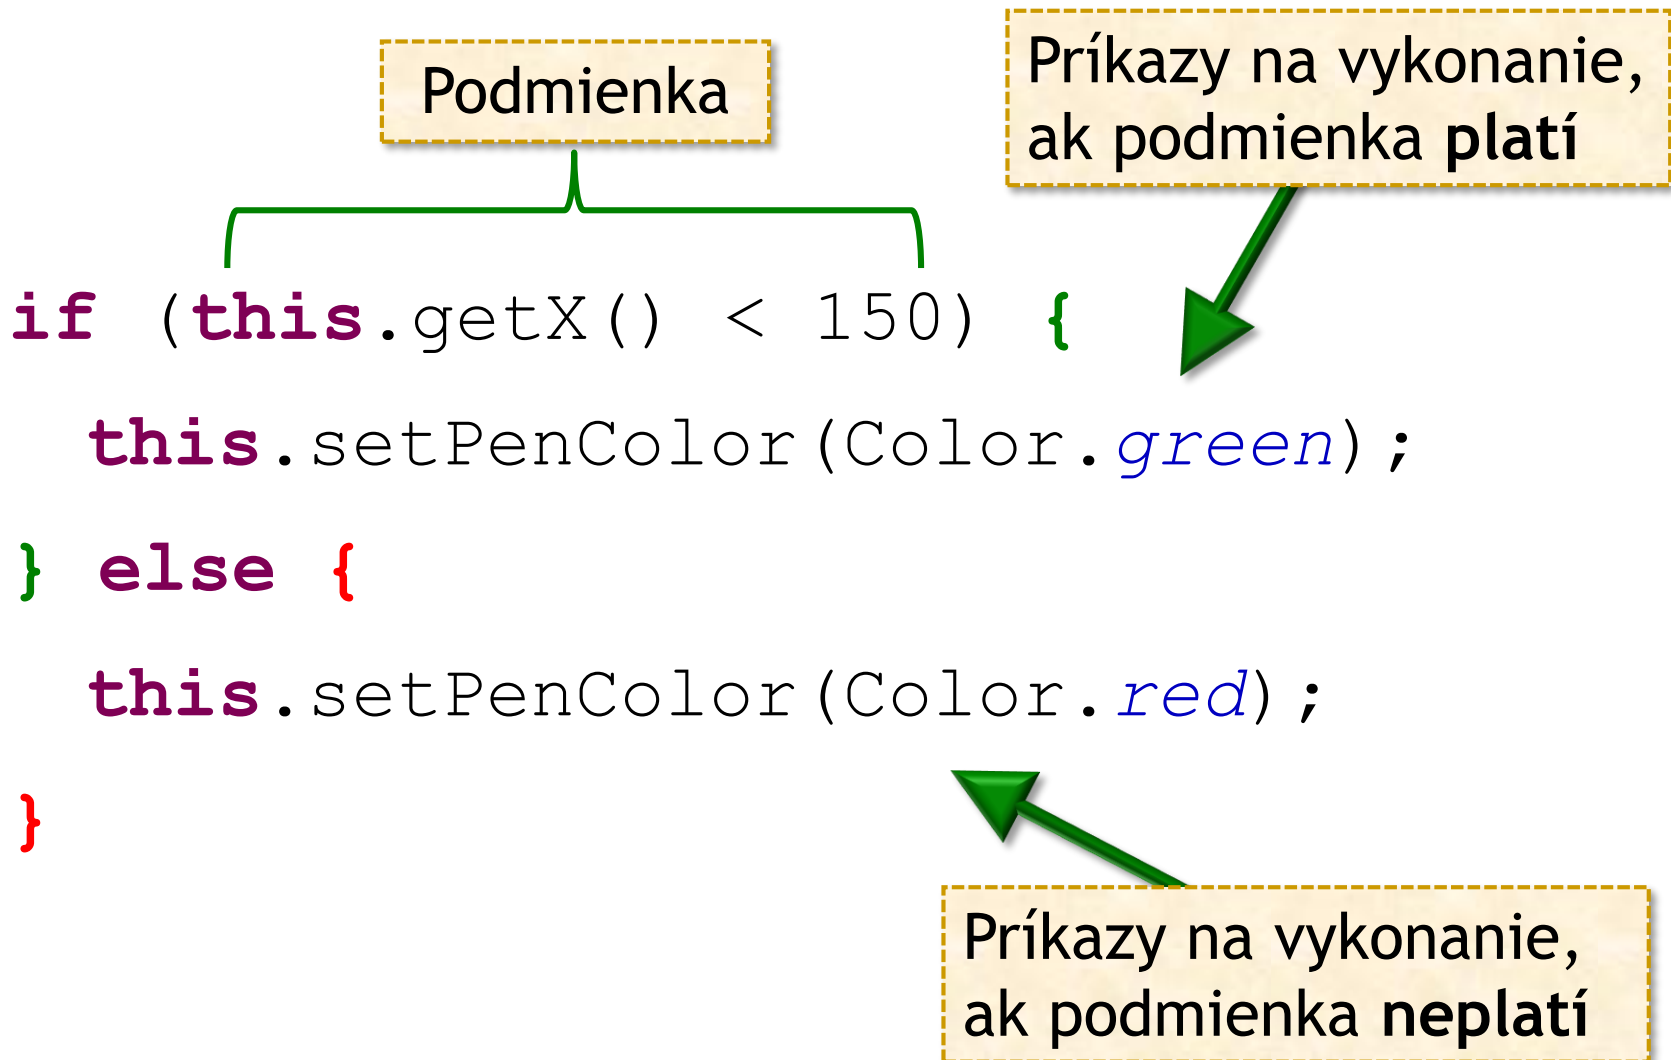 Podmienka
Príkazy na vykonanie,
ak podmienka platí
if (this.getX() < 150) {
this.setPenColor(Color.green);
} else {
this.setPenColor(Color.red);
}
Príkazy na vykonanie,
ak podmienka neplatí